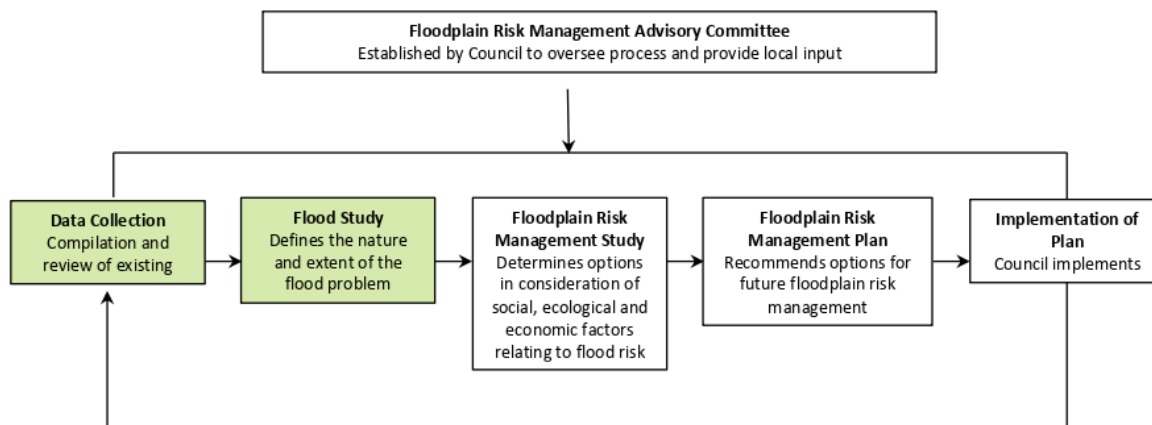 Floodplain Risk Management Advisory Committee
Established by Council to oversee process and provide local input
Data Collection
Compilation and
review of existing
Flood Study
Defines the nature
and extent of the
flood problem
Floodplain Risk
Management Study
Determines options
in consideration of
social, ecological and
economic factors
relating to flood risk
Floodplain Risk
Management Plan
Recommends options for
future floodplain risk
management
Implementation of
Plan
Council implements